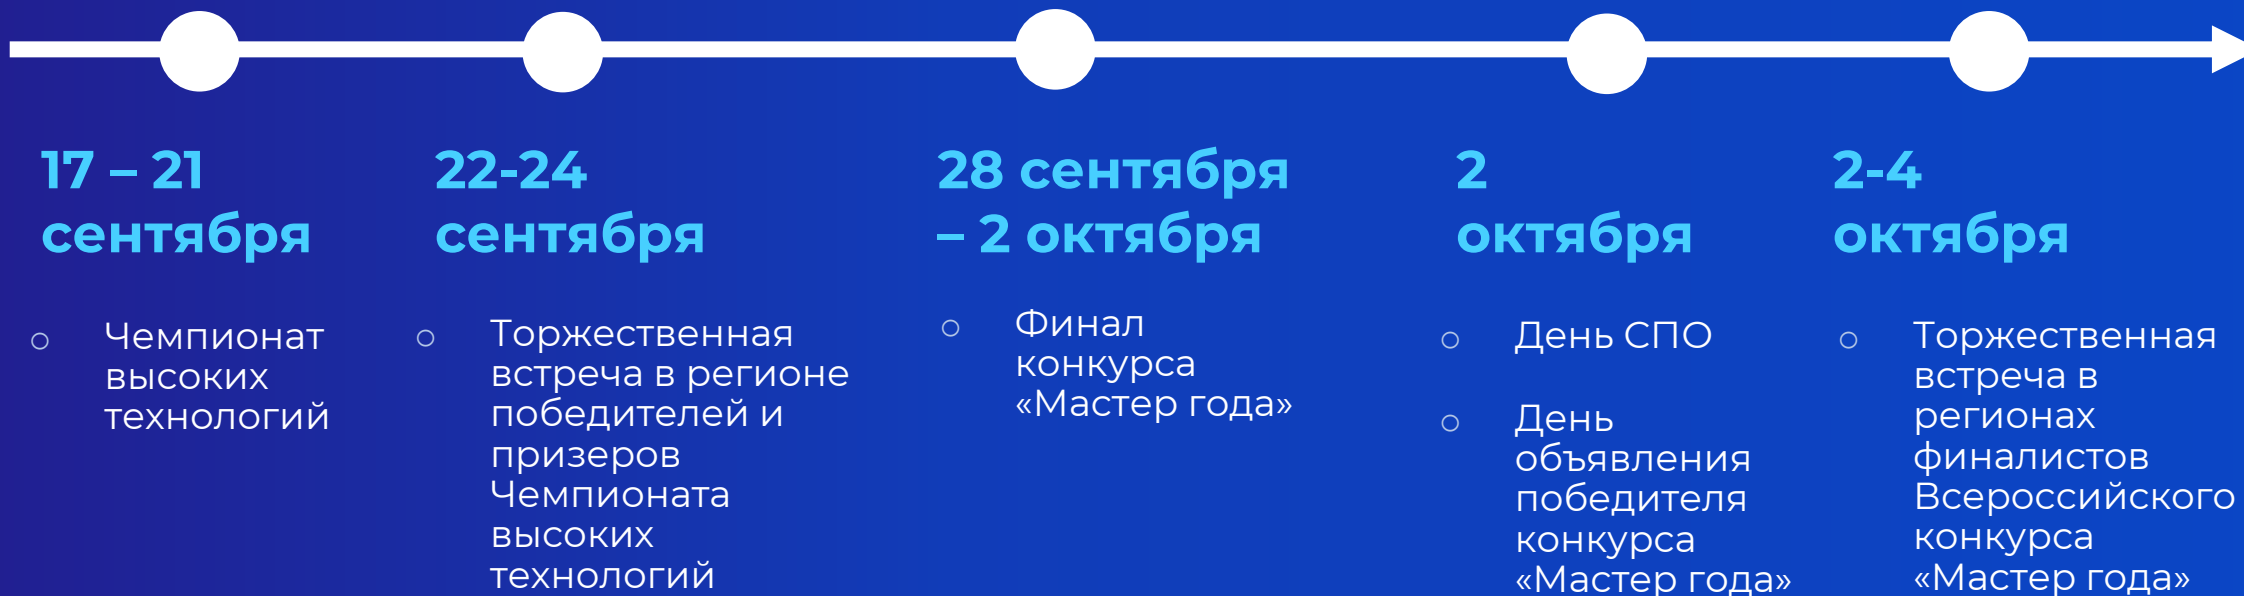 17 – 21
сентября
Чемпионат
высоких
технологий
22-24
сентября
Торжественная
встреча в регионе
победителей и
призеров
Чемпионата
высоких
технологий
28 сентября
– 2 октября
Финал
конкурса
«Мастер года»
2
октября
День СПО
День
объявления
победителя
конкурса
«Мастер года»
2-4
октября
Торжественная
встреча в
регионах
финалистов
Всероссийского
конкурса
«Мастер года»